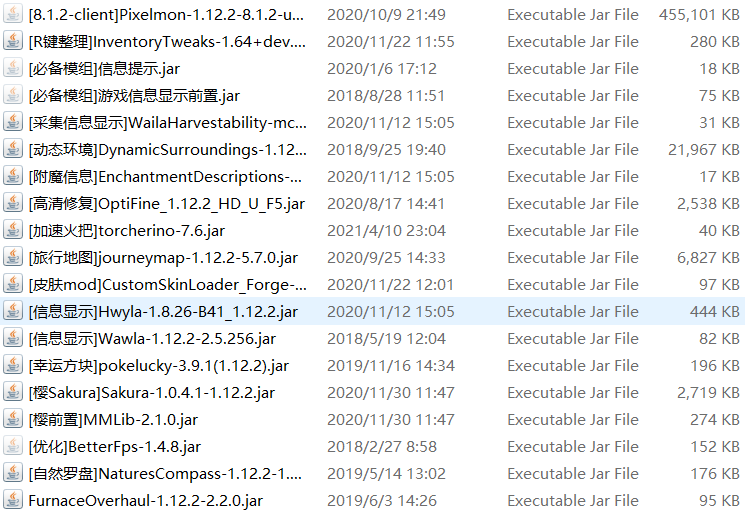 [8.1.2-client]Pixelmon-1.12.2-8.1.2-u... 2020/10/9 21:49 Executable Jar File 455,101 KB
[R键整理]InventoryTweaks-1.64+dev.... 2020/11/22 11:55 Executable Jar File 280 KB
[必备模组]信息提示.jar 2020/1/6 17:12 Executable Jar File 18 KB
[必备模组]游戏信息显示前置.jar 2018/8/28 11:51 Executable Jar File 75 KB
[采集信息显示]WailaHarvestability-mc... 2020/11/12 15:05 Executable Jar File 31 KB
[动态环境]DynamicSurroundings-1.12... 2018/9/25 19:40 Executable Jar File 21,967 KB
[附魔信息]EnchantmentDescriptions-... 2020/11/12 15:05 Executable Jar File 17 KB
[高清修复]OptiFine_1.12.2_HD_U_F5.jar 2020/8/17 14:41 Executable Jar File 2,538 KB
[加速火把]torcherino-7.6.jar 2021/4/10 23:04 Executable Jar File 40 KB
[旅行地图]journeymap-1.12.2-5.7.0.jar 2020/9/25 14:33 Executable Jar File 6,827 KB
[皮肤mod]CustomSkinLoader_Forge-... 2020/11/22 12:01 Executable Jar File 97 KB
[信息显示]Hwyla-1.8.26-B41_1.12.2.jar 2020/11/12 15:05 Executable Jar File 444 KB
[信息显示]Wawla-1.12.2-2.5.256.jar 2018/5/19 12:04 Executable Jar File 82 KB
[幸运方块]pokelucky-3.9.1(1.12.2).jar 2019/11/16 14:34 Executable Jar File 196 KB
[樱Sakura]Sakura-1.0.4.1-1.12.2.jar 2020/11/30 11:47 Executable Jar File 2,719 KB
[樱前置]MMLib-2.1.0.jar 2020/11/30 11:47 Executable Jar File 274 KB
[优化]BetterFps-1.4.8.jar 2018/2/27 8:58 Executable Jar File 152 KB
[自然罗盘]NaturesCompass-1.12.2-1.... 2019/5/14 13:02 Executable Jar File 176 KB
FurnaceOverhaul-1.12.2-2.2.0.jar 2019/6/3 14:26 Executable Jar File 95 KB